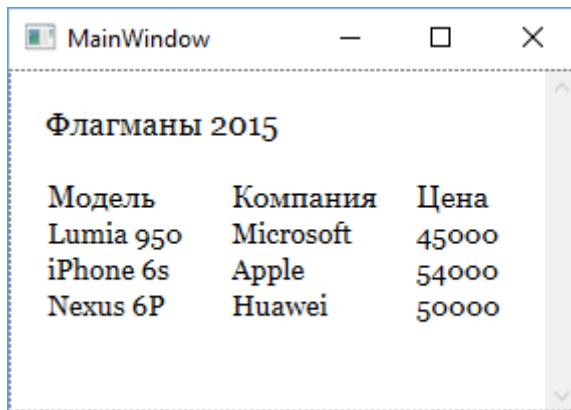 MainWindow
Флагманы 2015
Модель Компания Цена
Lumia 950 Microsoft 45000
iPhone 6s Apple 54000
Nexus 6P Huawei 50000